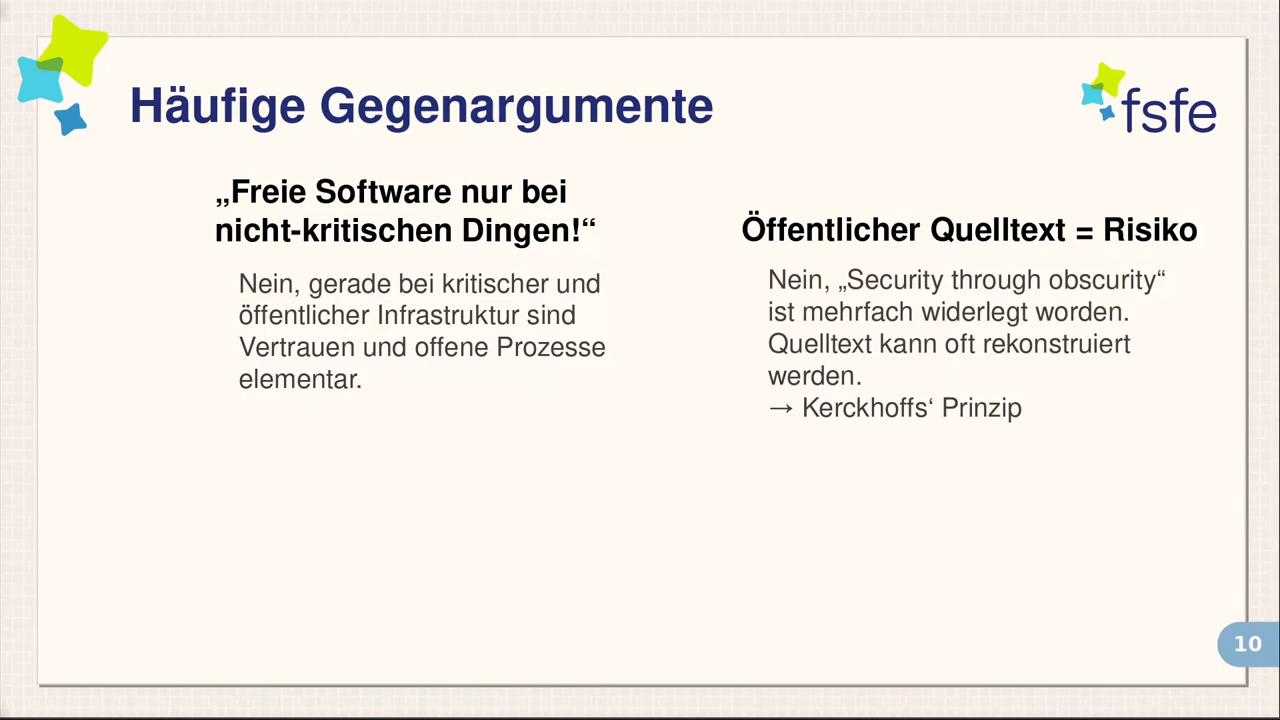 Häufige Gegenargumente
fsfe
„Freie Software nur bei
nicht-kritischen Dingen!“
Nein, gerade bei kritischer und
öffentlicher Infrastruktur sind
Vertrauen und offene Prozesse
elementar.
Öffentlicher Quelltext = Risiko
Nein, „Security through obscurity“
ist mehrfach widerlegt worden.
Quelltext kann oft rekonstruiert
werden.
→ Kerckhoffs‘ Prinzip
10